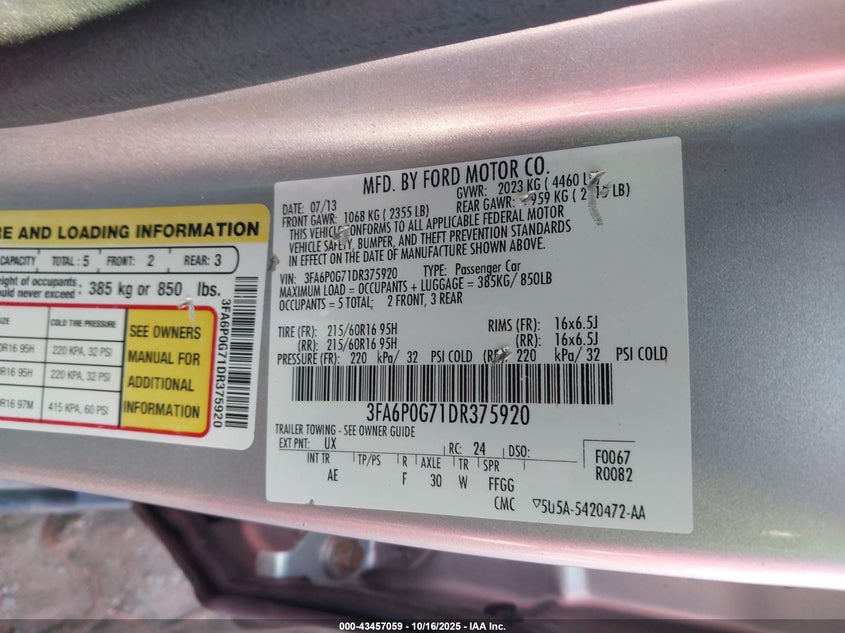 RE AND LOADING INFORMATION
CAPACITY TOTAL: 5 FRONT: 2 REAR: 3
eight of occupants
ould never exceed : 385 kg or 850 lbs.
SIZE COLD TIRE PRESSURE
0R16 95H 220 KPA, 32 PSI
0R16 95H 220 KPA, 32 PSI
R16 97M 415 KPA, 60 PSI
SEE OWNERS
MANUAL FOR
ADDITIONAL
INFORMATION
3FA6P0G71DR375920
MFD. BY FORD MOTOR CO.
DATE: 07/13 GVWR: 2023 KG ( 4460 LB)
FRONT GAWR: 1068 KG ( 2355 LB) REAR GAWR: 959 KG ( LB)
THIS VEHICLE CONFORMS TO ALL APPLICABLE FEDERAL MOTOR
VEHICLE SAFETY, BUMPER, AND THEFT PREVENTION STANDARDS
IN EFFECT ON THE DATE OF MANUFACTURE SHOWN ABOVE.
VIN: 3FA6P0G71DR375920 TYPE: Passenger Car
MAXIMUM LOAD = OCCUPANTS + LUGGAGE = 385KG/ 850LB
OCCUPANTS = 5 TOTAL; 2 FRONT, 3 REAR
TIRE (FR): 215/60R16 95H RIMS (FR): 16x6.5J
(RR): 215/60R16 95H (RR): 16x6.5J
PRESSURE (FR): 220 kPa/ 32 PSI COLD (RR): 220 kPa/ 32 PSI COLD
3FA6P0G71DR375920
TRAILER TOWING - SEE OWNER GUIDE
EXT PNT: UX RC: 24 DSO: F0067
INT TR TP/PS R AXLE TR SPR R0082
AE F 30 W FFGG
CMC ▽5U5A-5420472-AA
000-43457059 | 10/16/2025 | IAA Inc.